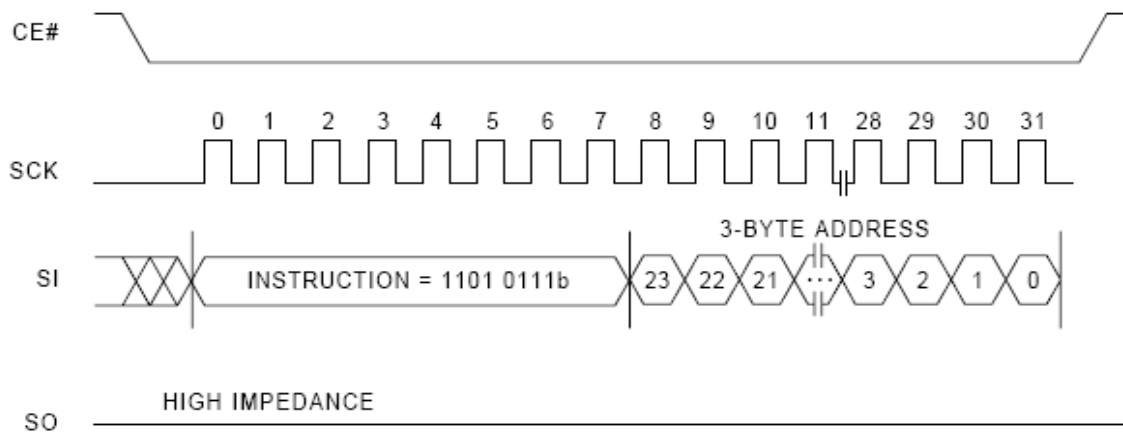 CE#
0 1 2 3 4 5 6 7 8 9 10 11 28 29 30 31
SCK
3-BYTE ADDRESS
SI INSTRUCTION = 1101 0111b 23 22 21 ... 3 2 1 0
HIGH IMPEDANCE
SO